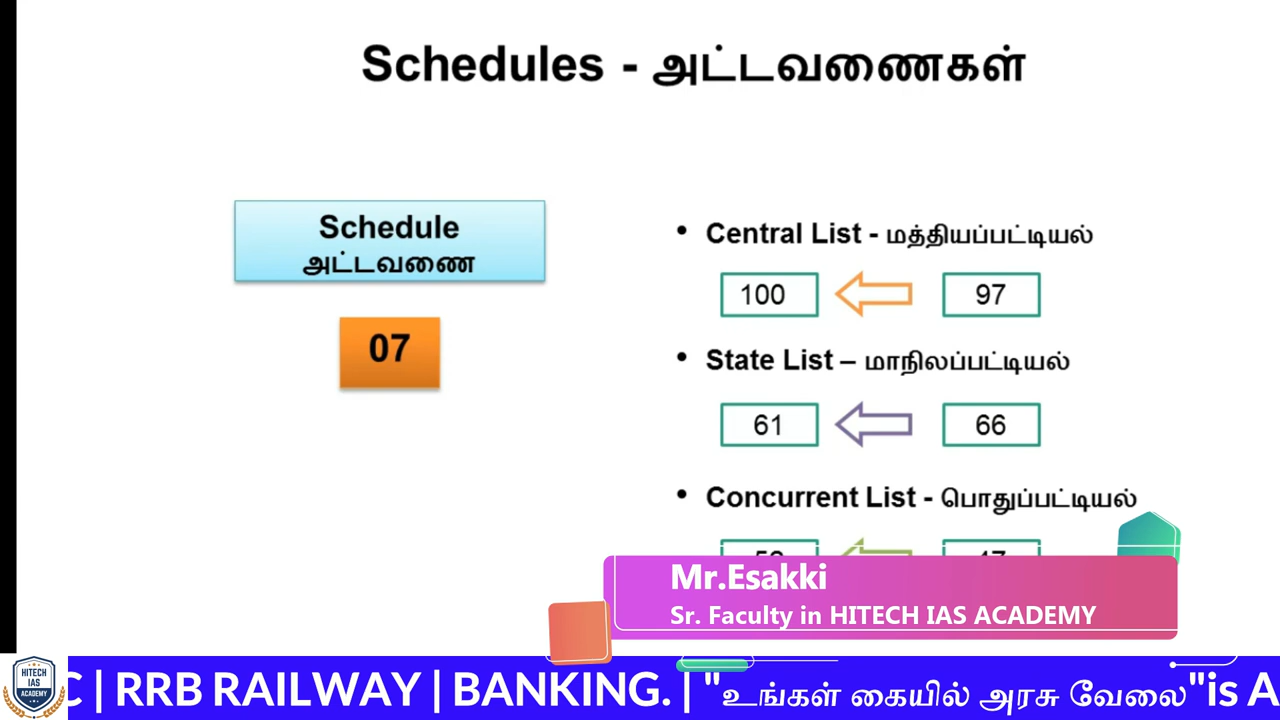 Schedules - அட்டவணைகள்
Schedule
அட்டவணை
07
• Central List - மத்தியப்பட்டியல்
100 97
• State List – மாநிலப்பட்டியல்
61 66
• Concurrent List - பொதுப்பட்டியல்
Mr.Esakki
Sr. Faculty in HITECH IAS ACADEMY
HITECH
IAS
ACADEMY
C | RRB RAILWAY | BANKING. | "உங்கள் கையில் அரசு வேலை"is A